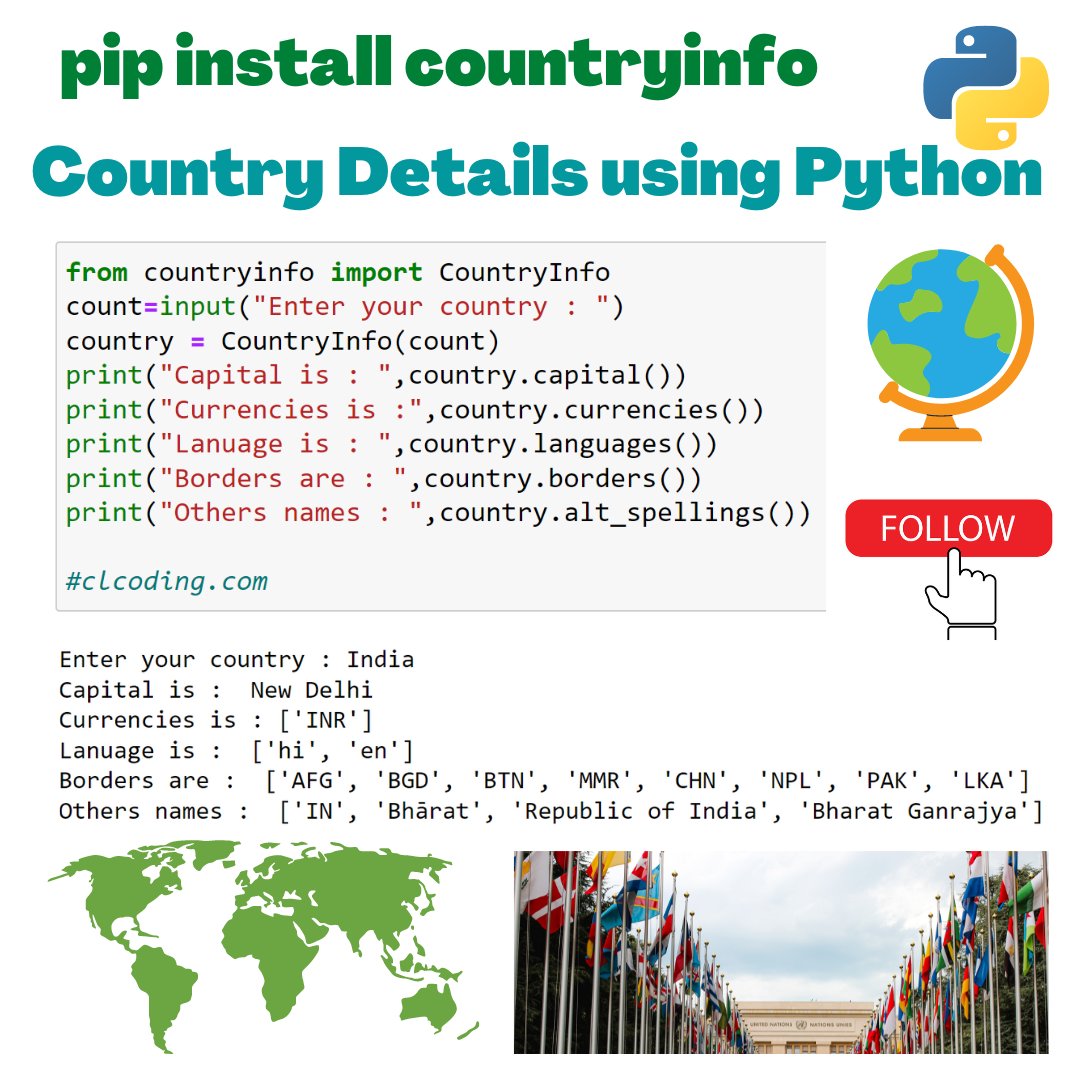 pip install countryinfo
Country Details using Python
from countryinfo import CountryInfo
count=input("Enter your country : ")
country = CountryInfo(count)
print("Capital is : ",country.capital())
print("Currencies is :",country.currencies())
print("Lanuage is : ",country.languages())
print("Borders are : ",country.borders())
print("Others names : ",country.alt_spellings())
#clcoding.com
FOLLOW
Enter your country : India
Capital is :  New Delhi
Currencies is : ['INR']
Lanuage is :  ['hi', 'en']
Borders are :  ['AFG', 'BGD', 'BTN', 'MMR', 'CHN', 'NPL', 'PAK', 'LKA']
Others names :  ['IN', 'Bhārat', 'Republic of India', 'Bharat Ganrajya']
UNITED NATIONS NATIONS UNIES